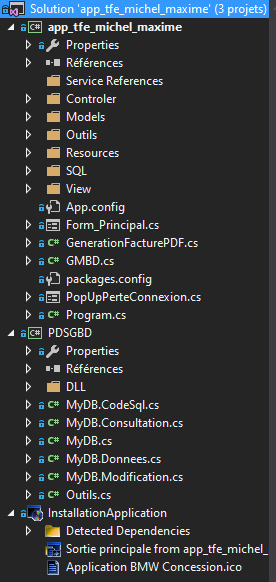 Solution 'app_tfe_michel_maxime' (3 projets)
C# app_tfe_michel_maxime
Properties
Références
Service References
Controler
Models
Outils
Resources
SQL
View
App.config
Form_Principal.cs
C# GenerationFacturePDF.cs
C# GMBD.cs
packages.config
PopUpPerteConnexion.cs
C# Program.cs
C# PDSGBD
Properties
Références
DLL
C# MyDB.CodeSql.cs
C# MyDB.Consultation.cs
C# MyDB.cs
C# MyDB.Donnees.cs
C# MyDB.Modification.cs
C# Outils.cs
InstallationApplication
Detected Dependencies
Sortie principale from app_tfe_michel_
Application BMW Concession.ico